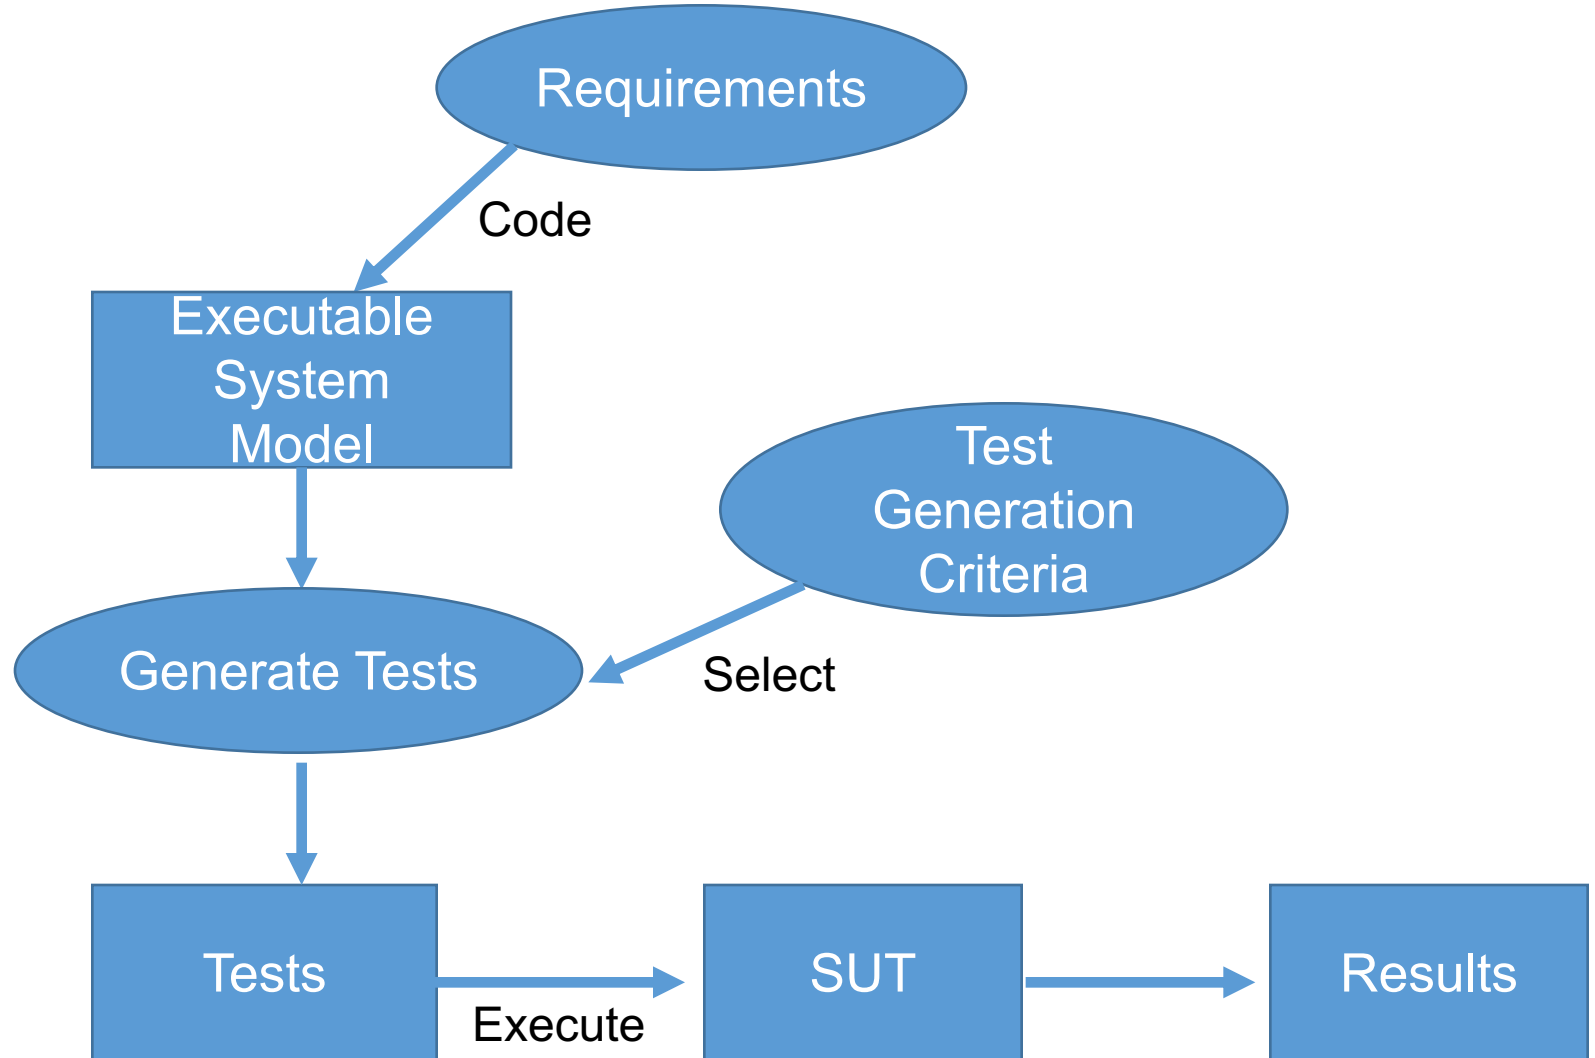 Requirements
Code
Executable
System
Model
Test
Generation
Criteria
Generate Tests
Select
Tests
Execute
SUT
Results